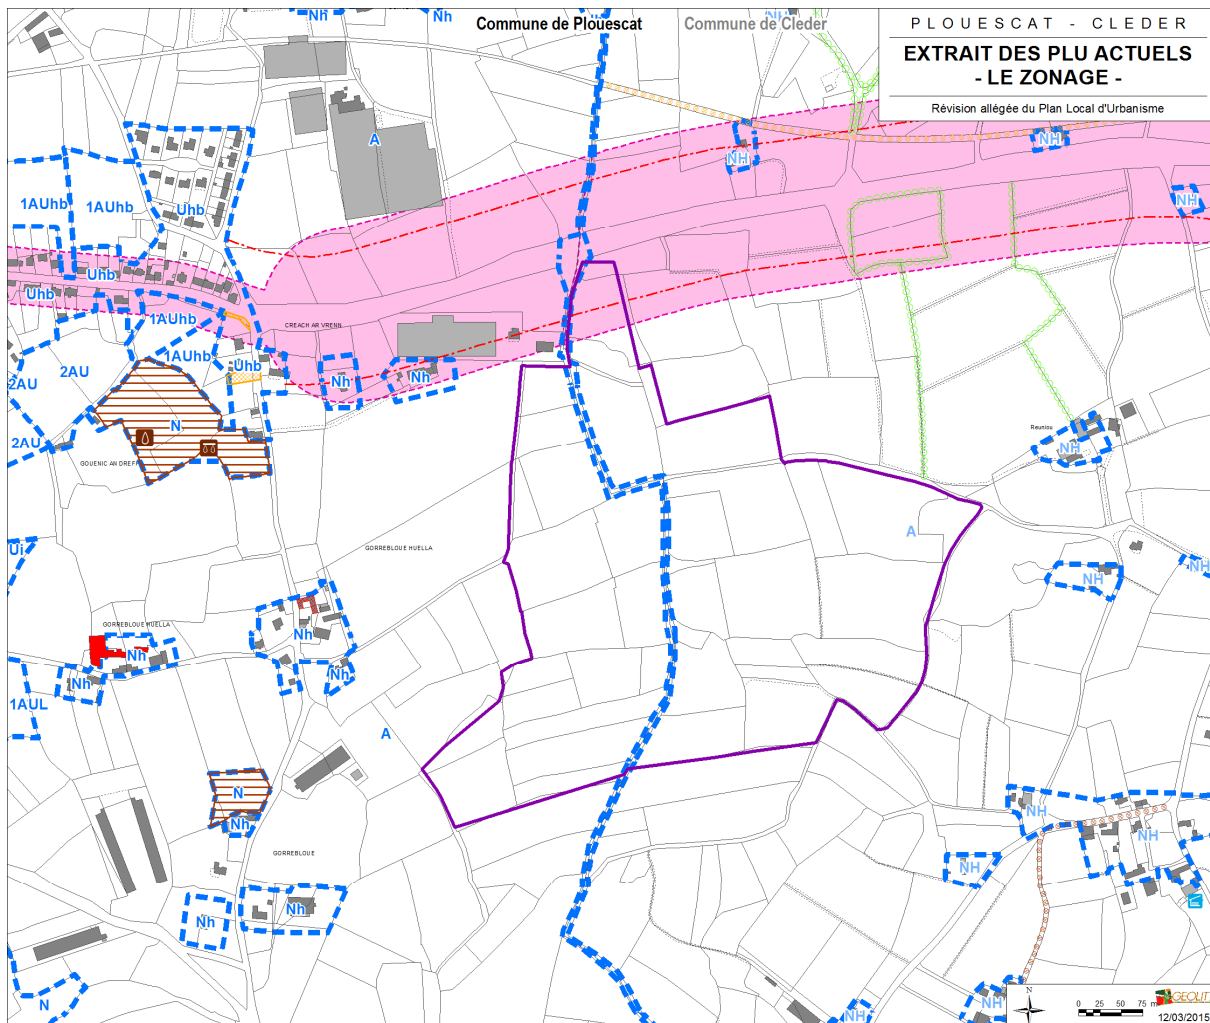 Nh
Nh
Commune de Plouescat
Commune de Cleder
PLOUESCAT - CLEDER
EXTRAIT DES PLU ACTUELS
- LE ZONAGE -
Révision allégée du Plan Local d'Urbanisme
A
NH
NH
NH
1AUhb
1AUhb
Uhb
Uhb
Uhb
1AUhb
CREACH AR VRENN
1AUhb
Uhb
Nh
Nh
2AU
2AU
N
2AU
GOUENIC AN DREFF
Reuniou
NH
A
Ui
GORREBLOUE HUELLA
NH
NH
GORREBLOUE HUELLA
Nh
Nh
Nh
Nh
1AUL
A
N
Nh
NH
NH
GORREBLOUE
NH
Nh
Nh
N
NH
NH
N
0 25 50 75 m
GEOLIT
12/03/2015